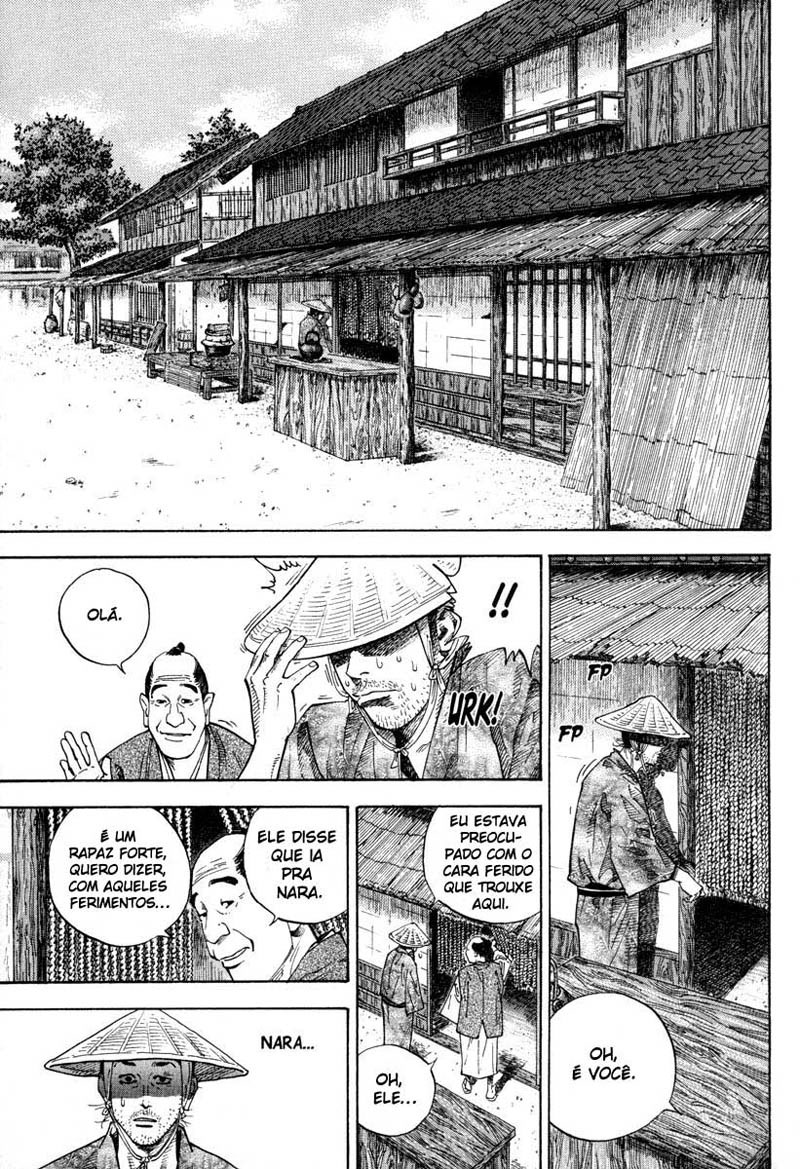 FP
FP
OH,
É VOCÊ.
!!
URK!
OLÁ.
EU ESTAVA
PREOCU-
PADO COM O
CARA FERIDO
QUE TROUXE
AQUI.
OH,
ELE...
ELE DISSE
QUE IA
PRA
NARA.
É UM
RAPAZ FORTE,
QUERO DIZER,
COM AQUELES
FERIMENTOS...
NARA...